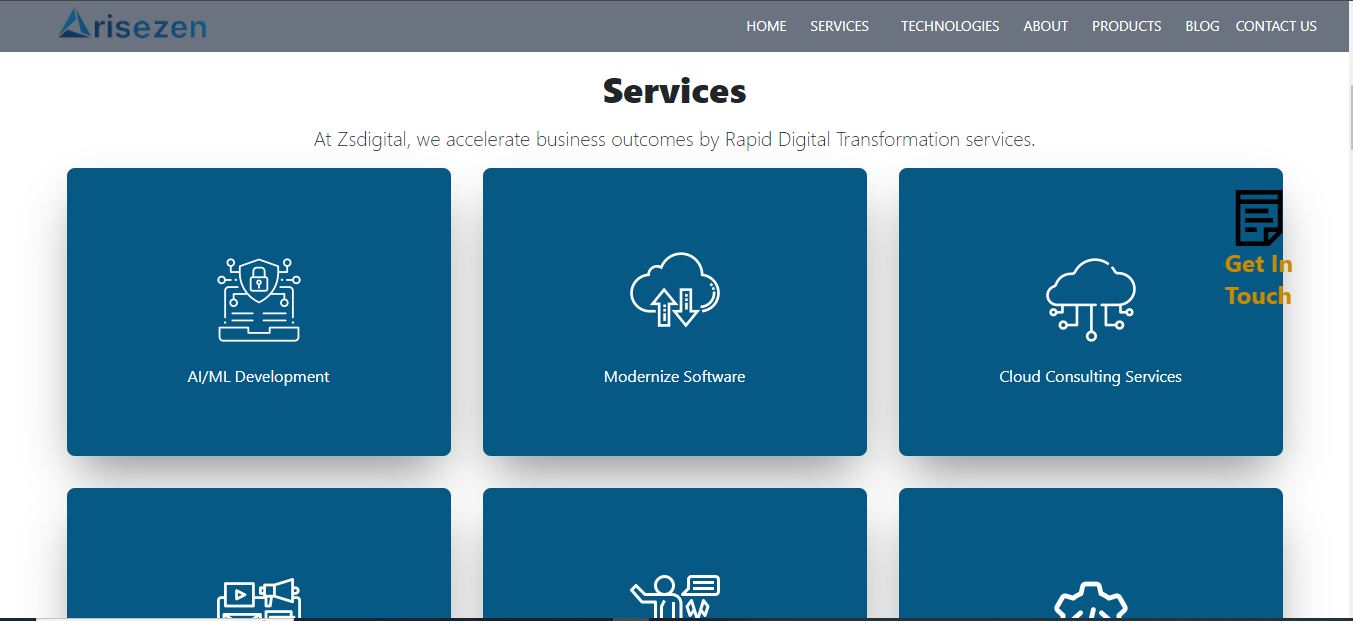 Arisezen
HOME SERVICES TECHNOLOGIES ABOUT PRODUCTS BLOG CONTACT US
Services
At Zsdigital, we accelerate business outcomes by Rapid Digital Transformation services.
Get In
Touch
AI/ML Development
Modernize Software
Cloud Consulting Services